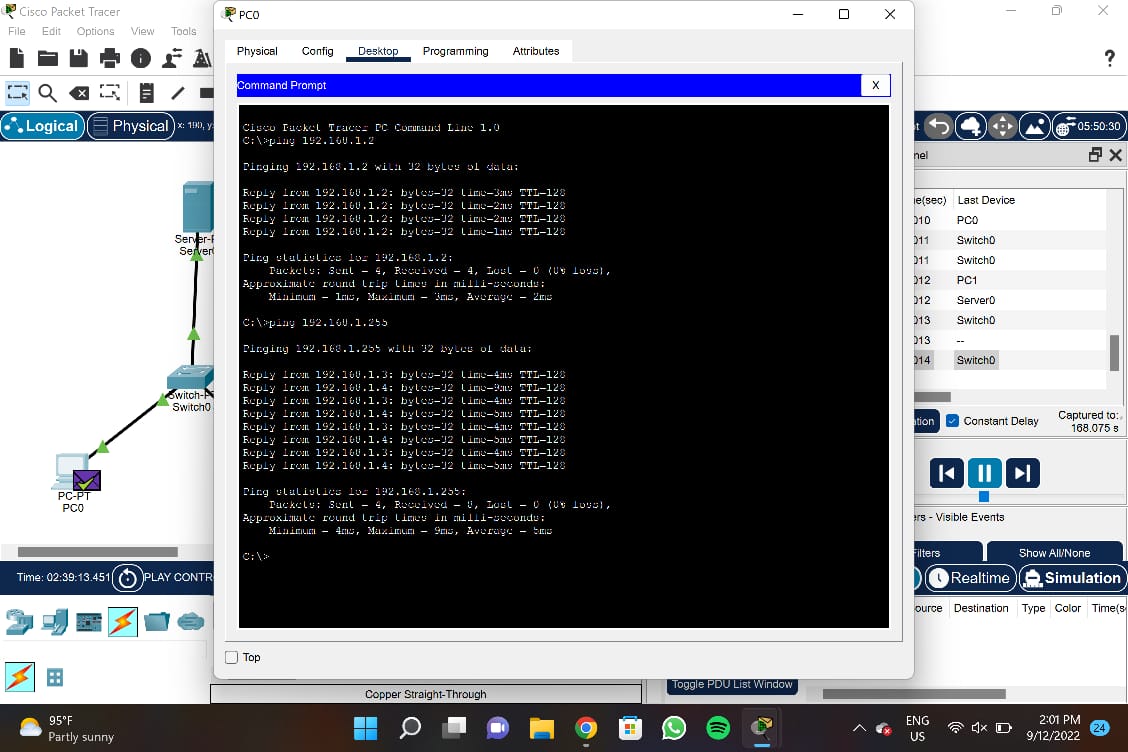 Cisco Packet Tracer
File Edit Options View Tools
Logical
Physical
x: 190, y:
Server-P
Server0
Switch-P
Switch0
PC-PT
PC0
Time: 02:39:13.451
PLAY CONTR
PC0
Physical Config Desktop Programming Attributes
Command Prompt
X
Cisco Packet Tracer PC Command Line 1.0
C:\>ping 192.168.1.2
Pinging 192.168.1.2 with 32 bytes of data:
Reply from 192.168.1.2: bytes=32 time=3ms TTL=128
Reply from 192.168.1.2: bytes=32 time=2ms TTL=128
Reply from 192.168.1.2: bytes=32 time=2ms TTL=128
Reply from 192.168.1.2: bytes=32 time=1ms TTL=128
Ping statistics for 192.168.1.2:
Packets: Sent = 4, Received = 4, Lost = 0 (0% loss),
Approximate round trip times in milli-seconds:
Minimum = 1ms, Maximum = 3ms, Average = 2ms
C:\>ping 192.168.1.255
Pinging 192.168.1.255 with 32 bytes of data:
Reply from 192.168.1.3: bytes=32 time=4ms TTL=128
Reply from 192.168.1.4: bytes=32 time=9ms TTL=128
Reply from 192.168.1.3: bytes=32 time=4ms TTL=128
Reply from 192.168.1.4: bytes=32 time=5ms TTL=128
Reply from 192.168.1.3: bytes=32 time=4ms TTL=128
Reply from 192.168.1.4: bytes=32 time=5ms TTL=128
Reply from 192.168.1.3: bytes=32 time=4ms TTL=128
Reply from 192.168.1.4: bytes=32 time=5ms TTL=128
Ping statistics for 192.168.1.255:
Packets: Sent = 4, Received = 8, Lost = 0 (0% loss),
Approximate round trip times in milli-seconds:
Minimum = 4ms, Maximum = 9ms, Average = 5ms
C:\>
Top
Copper Straight-Through
05:50:30
nel
e(sec) Last Device
010 PC0
011 Switch0
011 Switch0
012 PC1
012 Server0
013 Switch0
013 --
014 Switch0
tion
Constant Delay
Captured to:
168.075 s
ers - Visible Events
Filters
Show All/None
Realtime
Simulation
ource Destination Type Color Time(s
Toggle PDU List Window
95°F
Partly sunny
ENG
US
2:01 PM
9/12/2022
24